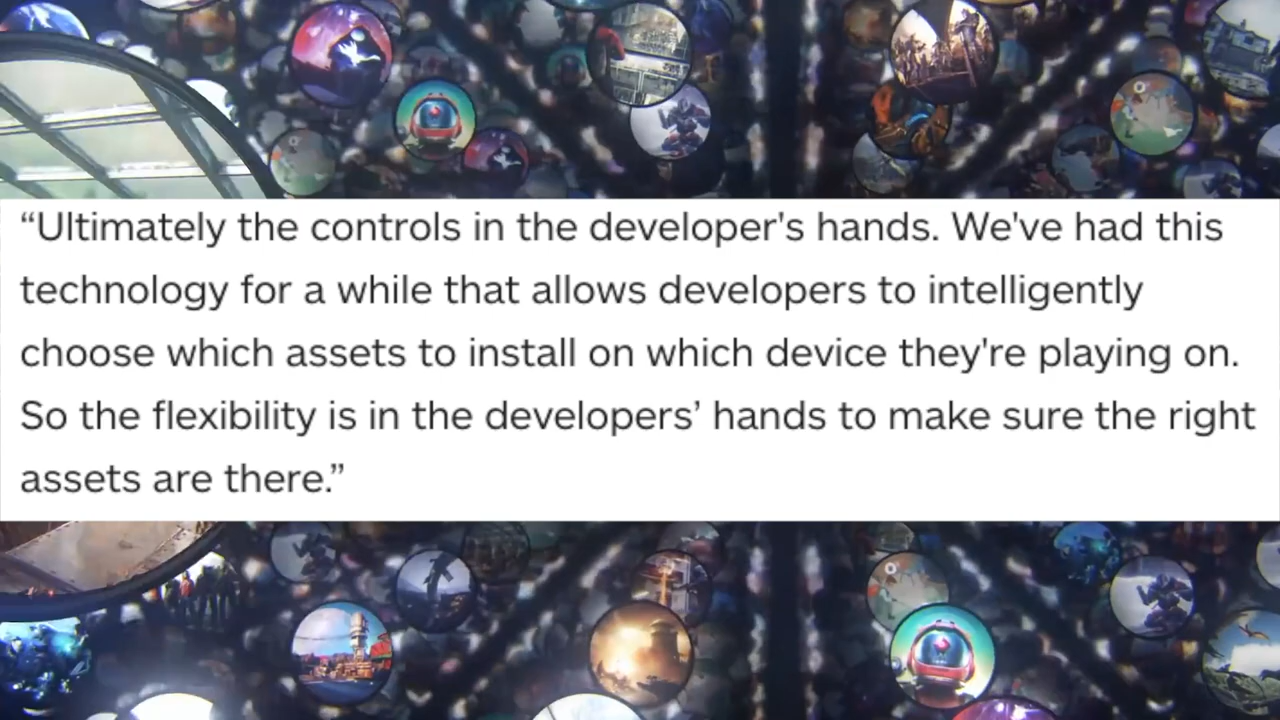 “Ultimately the controls in the developer's hands. We've had this
technology for a while that allows developers to intelligently
choose which assets to install on which device they're playing on.
So the flexibility is in the developers’ hands to make sure the right
assets are there.”